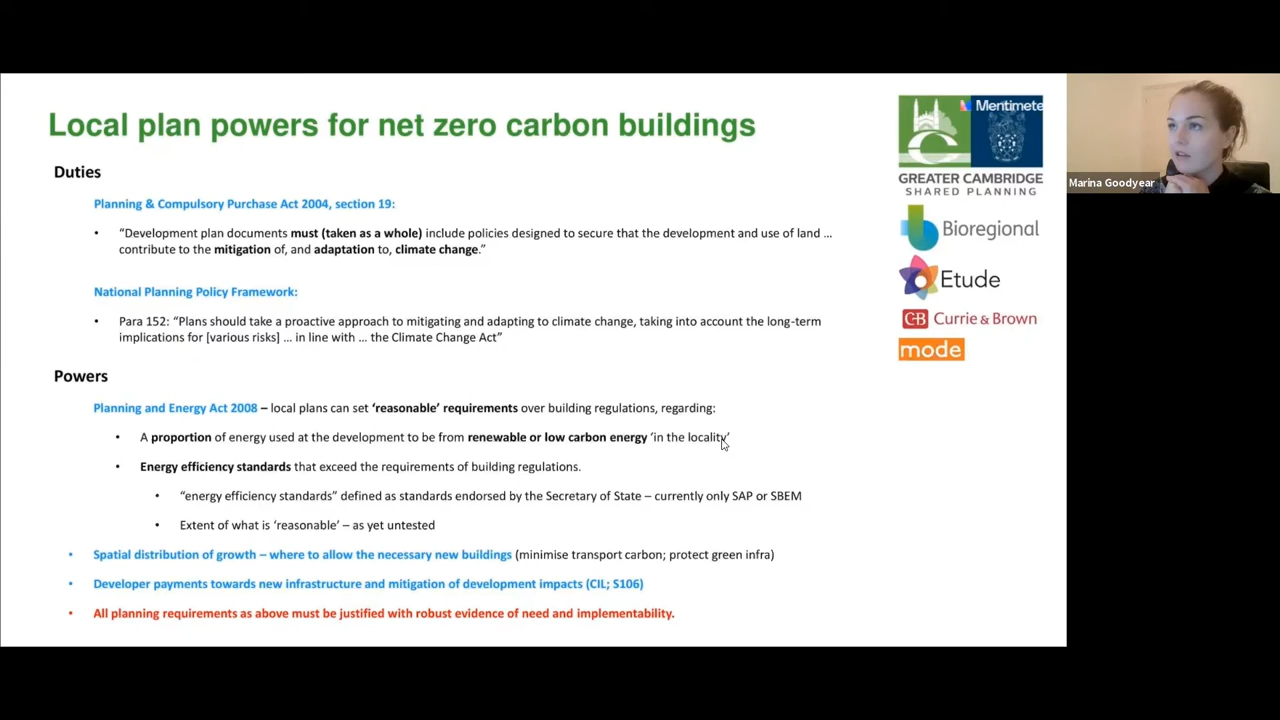 Local plan powers for net zero carbon buildings
Duties
Planning & Compulsory Purchase Act 2004, section 19:
• “Development plan documents must (taken as a whole) include policies designed to secure that the development and use of land …
contribute to the mitigation of, and adaptation to, climate change.”
National Planning Policy Framework:
• Para 152: “Plans should take a proactive approach to mitigating and adapting to climate change, taking into account the long-term
implications for [various risks] … in line with … the Climate Change Act”
Powers
Planning and Energy Act 2008 – local plans can set ‘reasonable’ requirements over building regulations, regarding:
• A proportion of energy used at the development to be from renewable or low carbon energy ‘in the locality’
• Energy efficiency standards that exceed the requirements of building regulations.
• “energy efficiency standards” defined as standards endorsed by the Secretary of State – currently only SAP or SBEM
• Extent of what is ‘reasonable’ – as yet untested
• Spatial distribution of growth – where to allow the necessary new buildings (minimise transport carbon; protect green infra)
• Developer payments towards new infrastructure and mitigation of development impacts (CIL; S106)
• All planning requirements as above must be justified with robust evidence of need and implementability.
Mentimete
GREATER CAMBRIDGE
SHARED PLANNING
Bioregional
Etude
C·B Currie & Brown
mode
Marina Goodyear